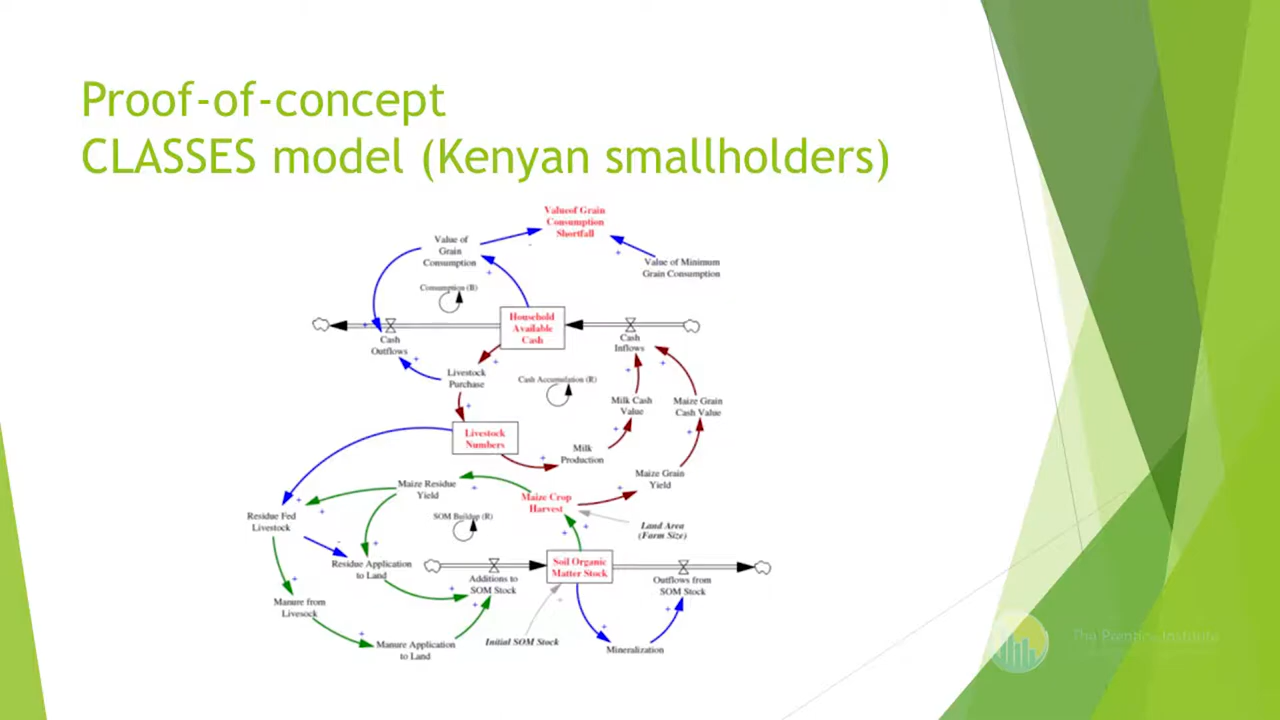 Proof-of-concept
CLASSES model (Kenyan smallholders)
Valueof Grain
Consumption
Shortfall
Value of
Grain
Consumption
Value of Minimum
Grain Consumption
Consumption (R)
Household
Available
Cash
Cash
Outflows
Cash
Inflows
Livestock
Purchase
Cash Accumulation (R)
Milk Cash
Value
Maize Grain
Cash Value
Livestock
Numbers
Milk
Production
Maize Grain
Yield
Maize Residue
Yield
Maize Crop
Harvest
Residue Fed
Livestock
SOM Buildup (R)
Land Area
(Farm Size)
Residue Application
to Land
Additions to
SOM Stock
Soil Organic
Matter Stock
Outflows from
SOM Stock
Manure from
Livesock
Manure Application
to Land
Initial SOM Stock
Mineralization
The Prentice Institute